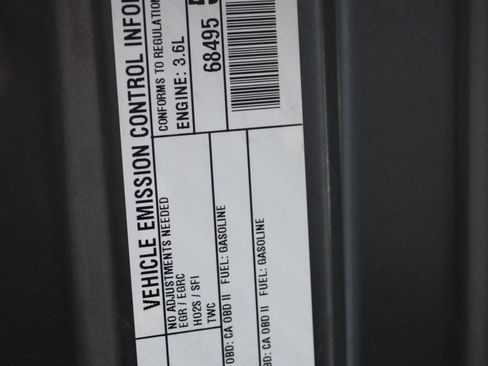 VEHICLE EMISSION CONTROL INFO
CONFORMS TO REGULATION
ENGINE: 3.6L
68495
NO ADJUSTMENTS NEEDED
EGR / EGRC
HO2S / SFI
TWC
OBD: CA OBD II FUEL: GASOLINE
OBD: CA OBD II FUEL: GASOLINE